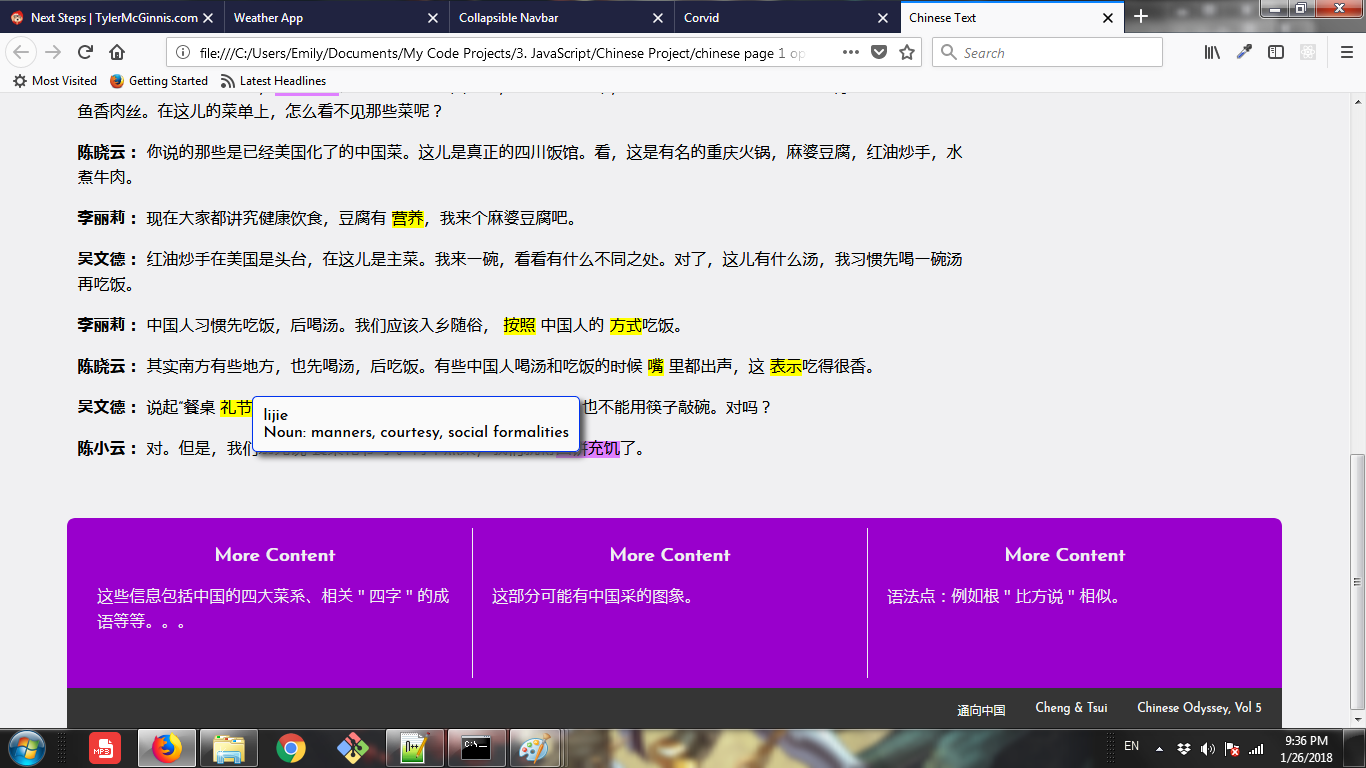 Next Steps | TylerMcGinnis.com
Weather App
Collapsible Navbar
Corvid
Chinese Text
file:///C:/Users/Emily/Documents/My Code Projects/3. JavaScript/Chinese Project/chinese page 1 op
Search
Most Visited
Getting Started
Latest Headlines
鱼香肉丝。在这儿的菜单上，怎么看不见那些菜呢？
陈晓云： 你说的那些是已经美国化了的中国菜。这儿是真正的四川饭馆。看，这是有名的重庆火锅，麻婆豆腐，红油炒手，水
煮牛肉。
李丽莉： 现在大家都讲究健康饮食，豆腐有 营养，我来个麻婆豆腐吧。
吴文德： 红油炒手在美国是头台，在这儿是主菜。我来一碗，看看有什么不同之处。对了，这儿有什么汤，我习惯先喝一碗汤
再吃饭。
李丽莉： 中国人习惯先吃饭，后喝汤。我们应该入乡随俗， 按照 中国人的 方式吃饭。
陈晓云： 其实南方有些地方，也先喝汤，后吃饭。有些中国人喝汤和吃饭的时候 嘴 里都出声，这 表示吃得很香。
吴文德： 说起“餐桌 礼节 也不能用筷子敲碗。对吗？
lijie
Noun: manners, courtesy, social formalities
陈小云： 对。但是，我们 充饥了。
More Content
这些信息包括中国的四大菜系、相关＂四字＂的成
语等等。。。
More Content
这部分可能有中国采的图象。
More Content
语法点：例如根＂比方说＂相似。
通向中国
Cheng & Tsui
Chinese Odyssey, Vol 5
MP3
C:\_
EN
9:36 PM
1/26/2018